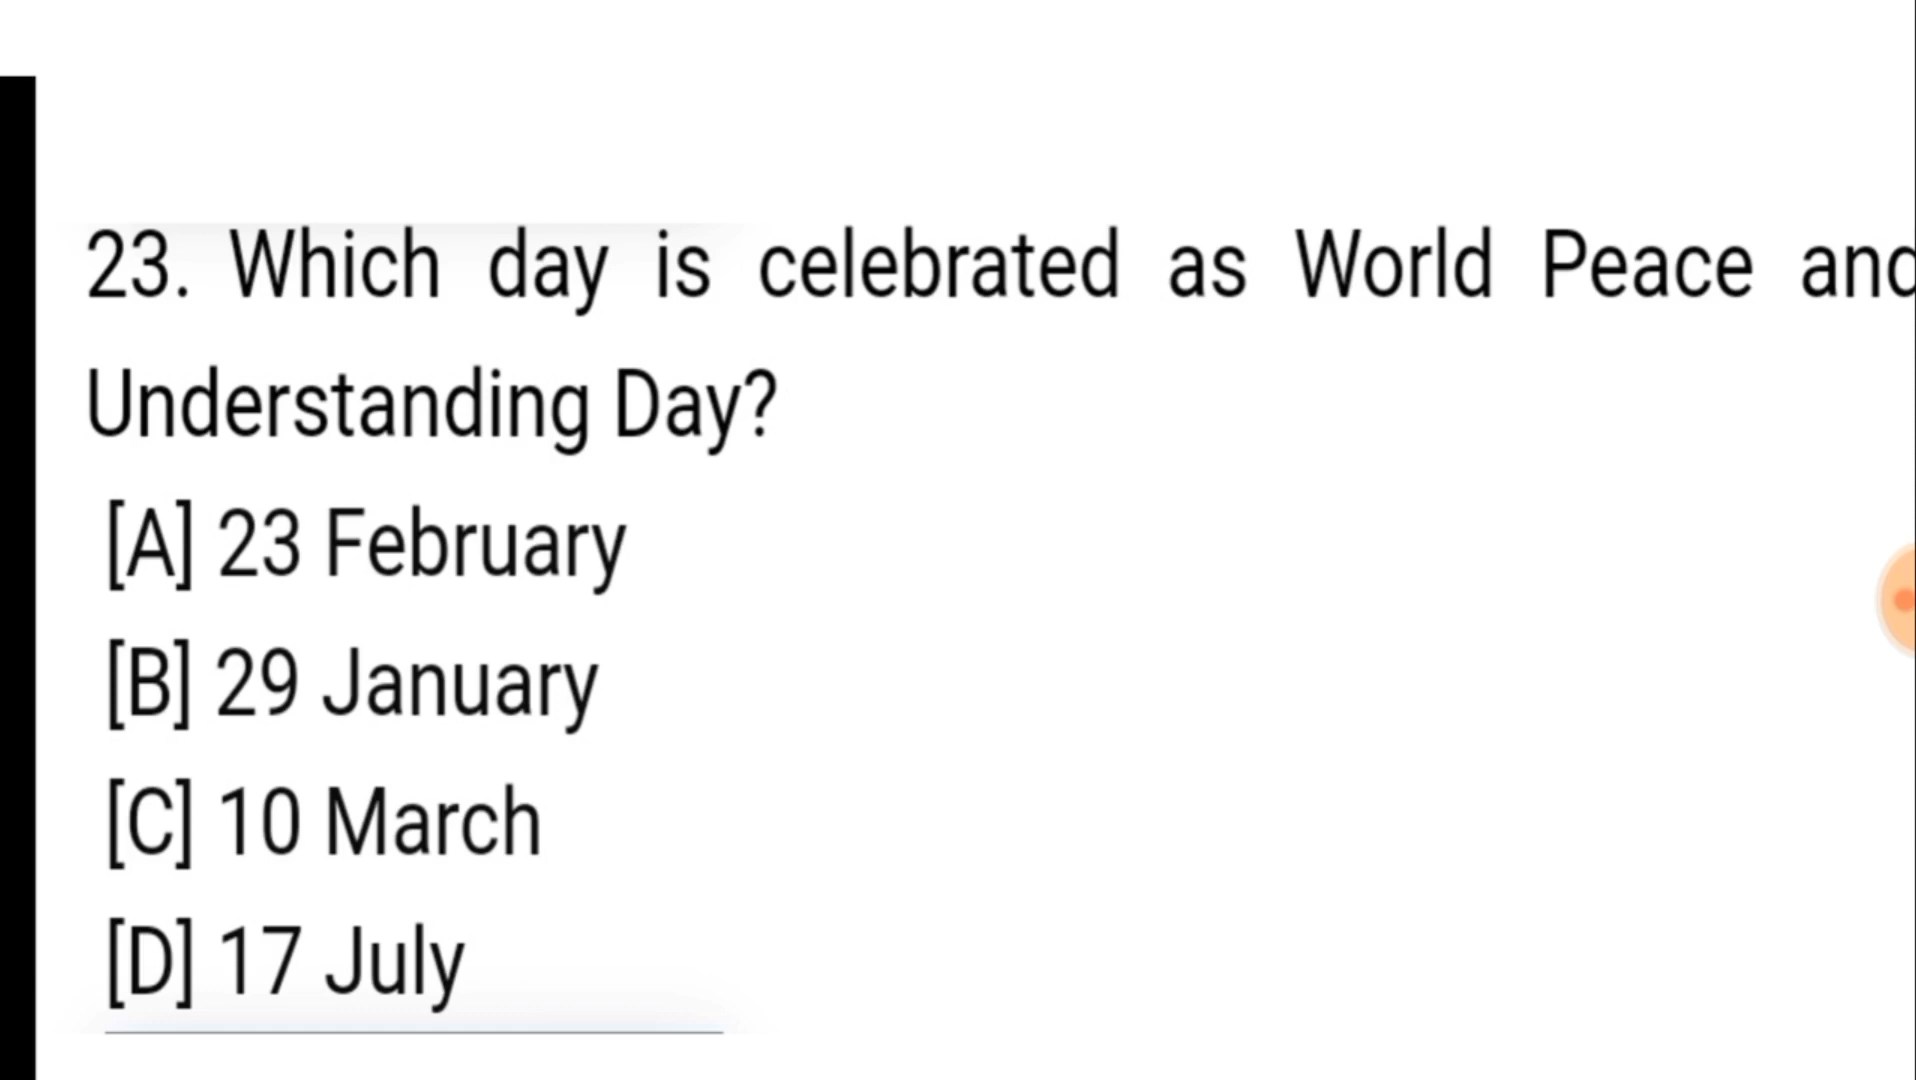 23. Which day is celebrated as World Peace and
Understanding Day?
[A] 23 February
[B] 29 January
[C] 10 March
[D] 17 July